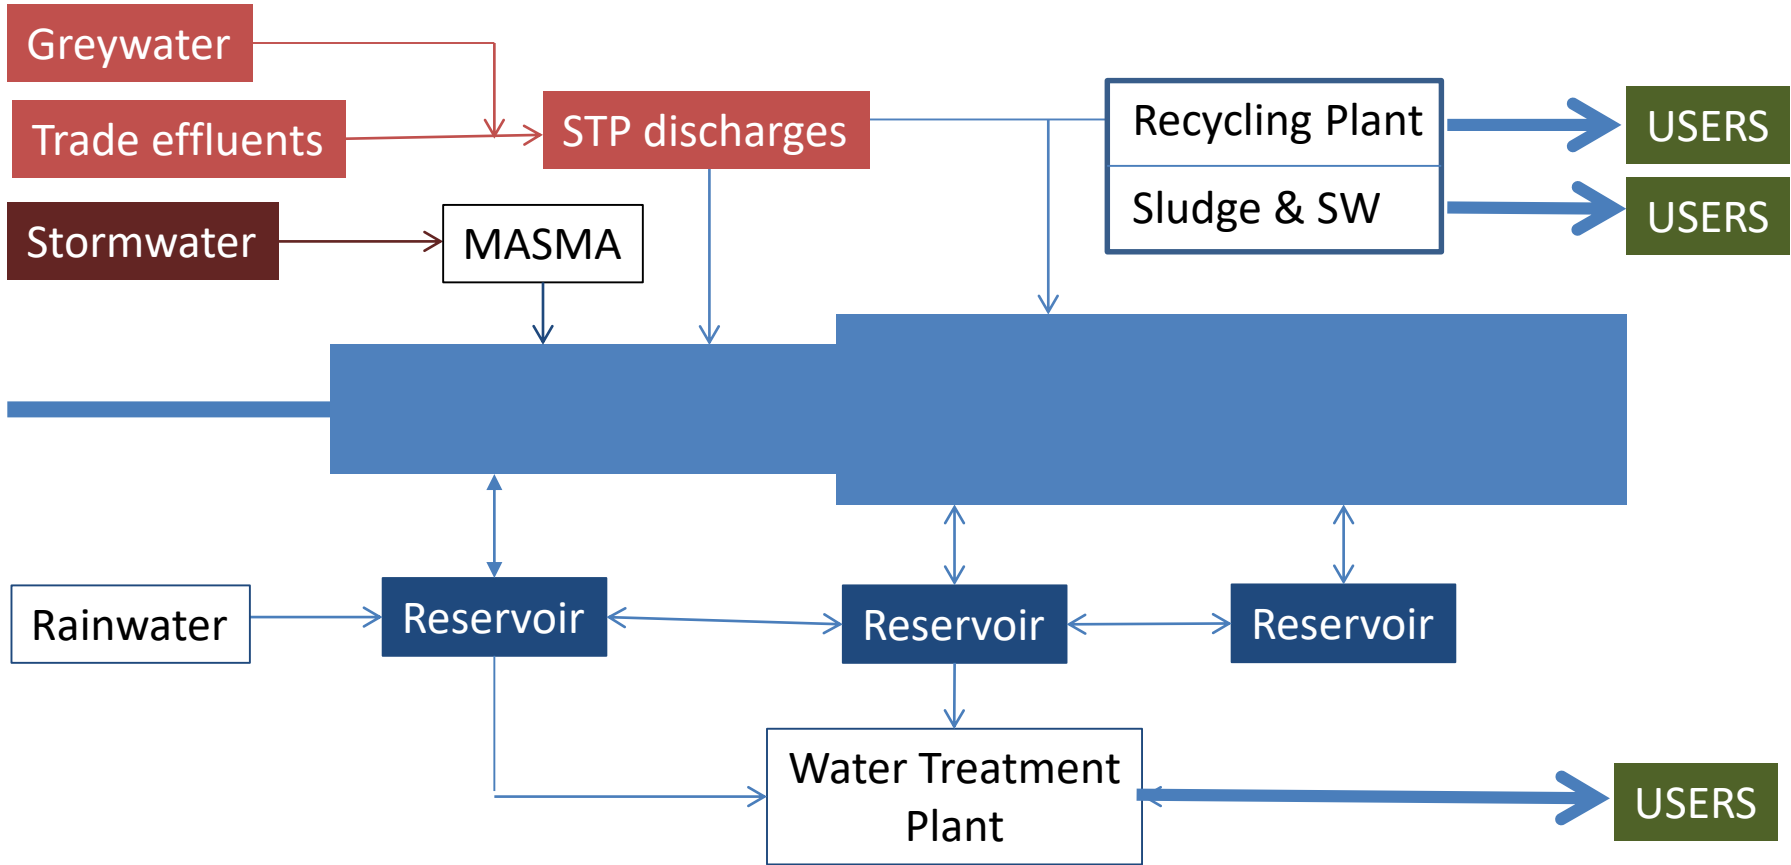 Greywater
Trade effluents
STP discharges
Recycling Plant
USERS
Stormwater
MASMA
Sludge & SW
USERS
Rainwater
Reservoir
Reservoir
Reservoir
Water Treatment
Plant
USERS